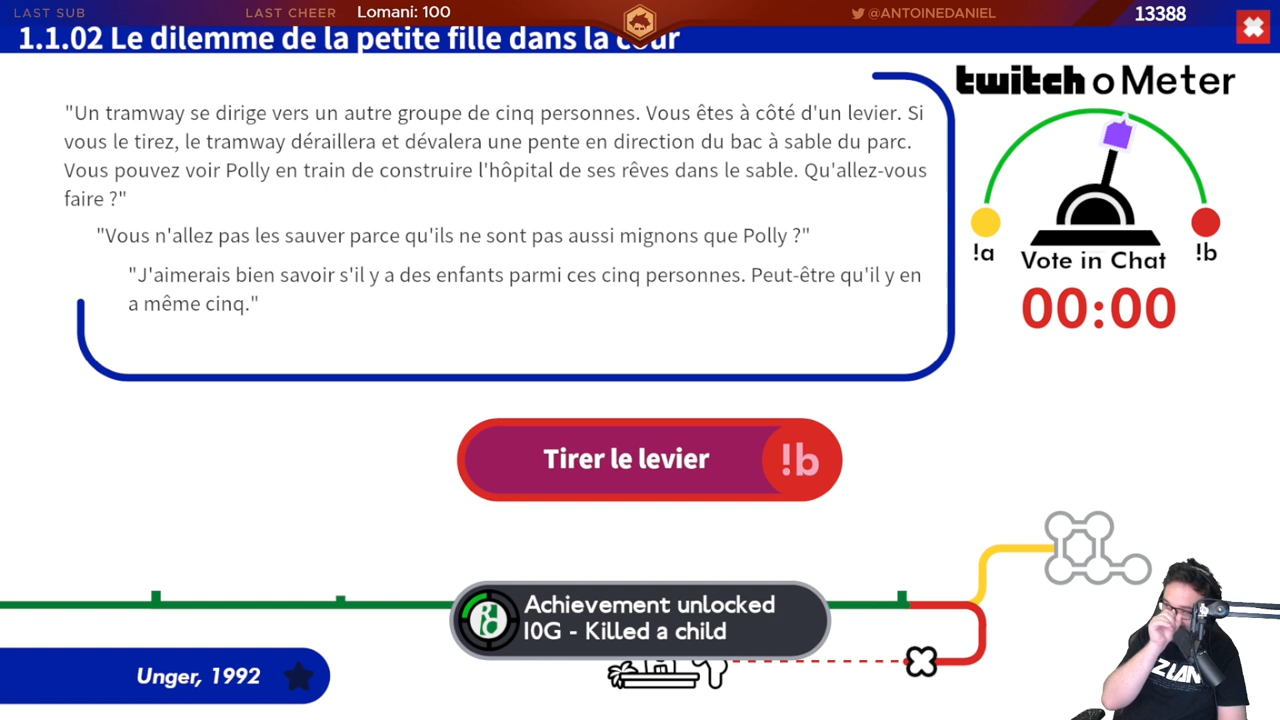 LAST SUB LAST CHEER Lomani: 100 @ANTOINEDANIEL 13388
1.1.02 Le dilemme de la petite fille dans la cour
twitch o Meter
"Un tramway se dirige vers un autre groupe de cinq personnes. Vous êtes à côté d'un levier. Si
vous le tirez, le tramway déraillera et dévalera une pente en direction du bac à sable du parc.
Vous pouvez voir Polly en train de construire l'hôpital de ses rêves dans le sable. Qu'allez-vous
faire ?"
"Vous n'allez pas les sauver parce qu'ils ne sont pas aussi mignons que Polly ?"
"J'aimerais bien savoir s'il y a des enfants parmi ces cinq personnes. Peut-être qu'il y en
a même cinq."
!a Vote in Chat !b
00:00
Tirer le levier !b
Achievement unlocked
10G - Killed a child
Unger, 1992
ZLAN